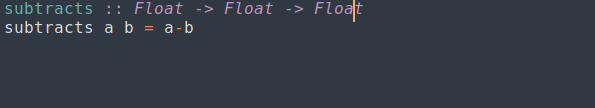 subtracts :: Float -> Float -> Float
subtracts a b = a-b